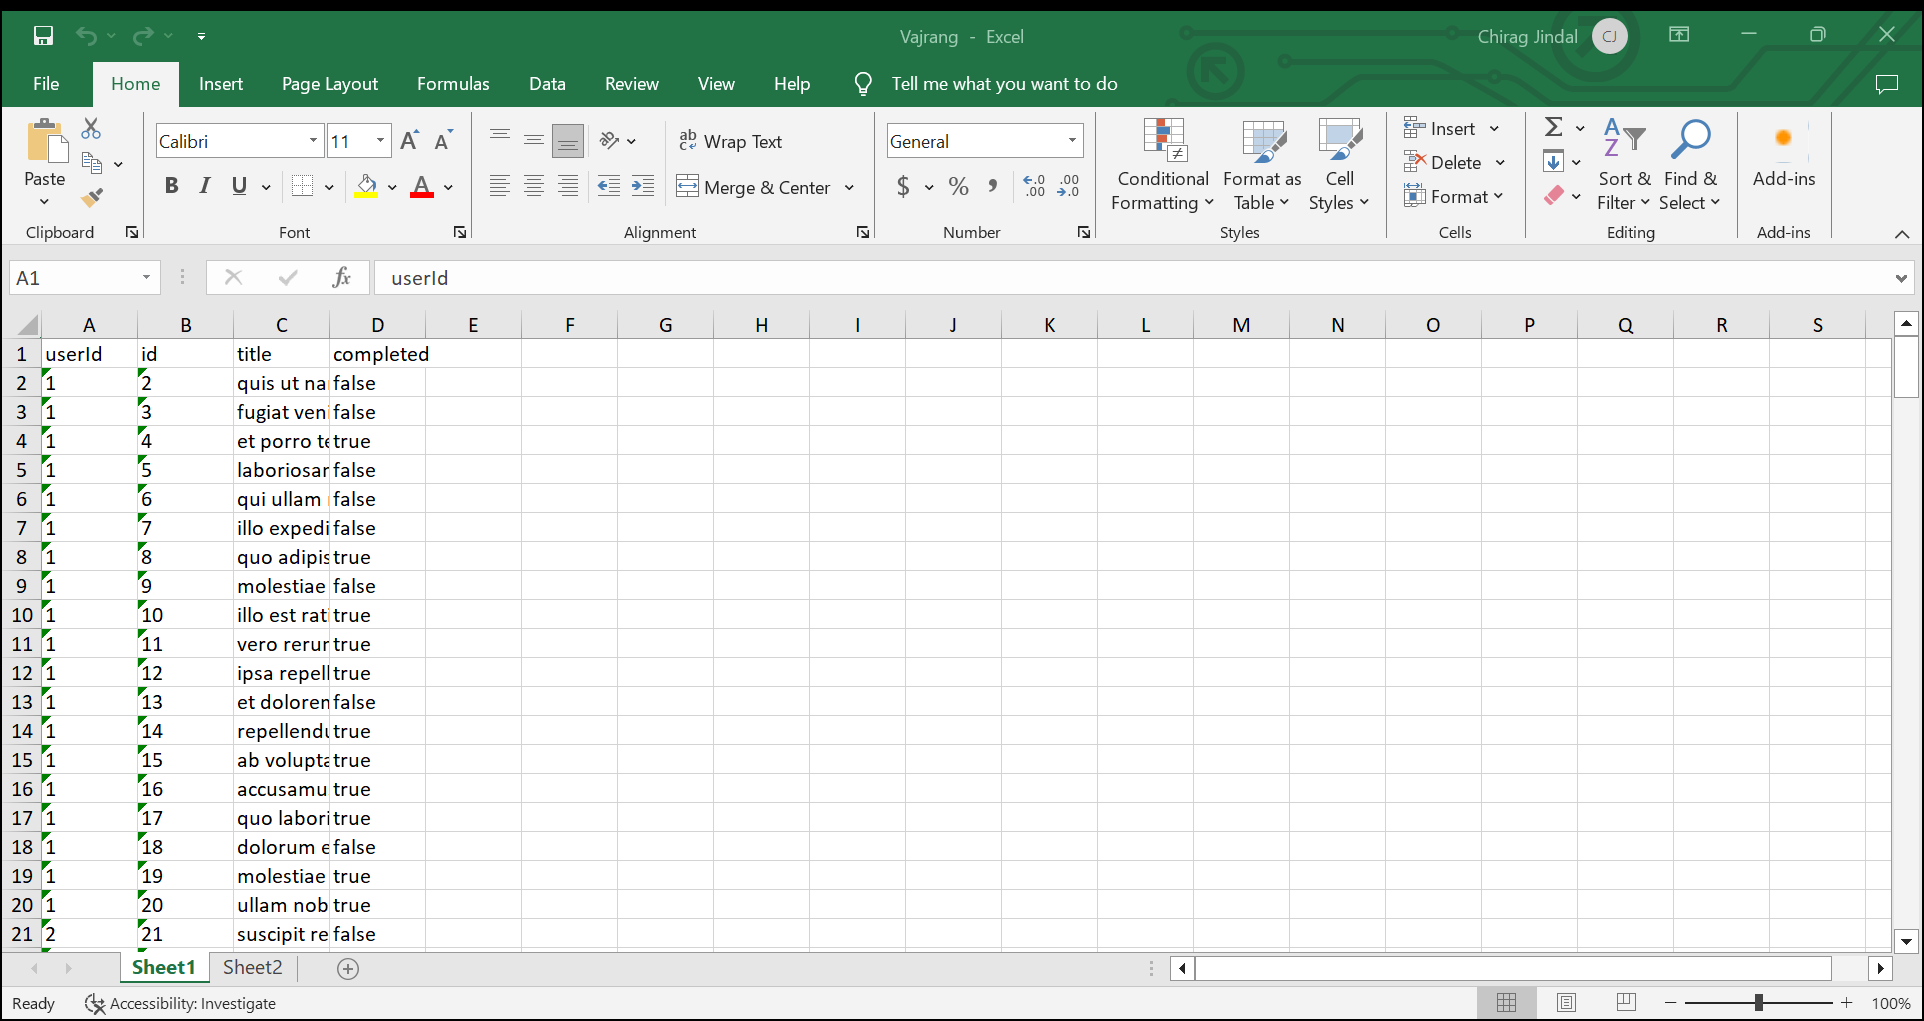 Vajrang - Excel
Chirag Jindal CJ
File Home Insert Page Layout Formulas Data Review View Help Tell me what you want to do
Paste
Clipboard
Calibri 11
B I U
Font
Wrap Text
Merge & Center
Alignment
General
$ % 
Number
Conditional Formatting
Format as Table
Cell Styles
Styles
Insert
Delete
Format
Cells
Sort & Filter
Find & Select
Editing
Add-ins
Add-ins
A1 fx userId
A B C D E F G H I J K L M N O P Q R S
1 userId id title completed
2 1 2 quis ut na false
3 1 3 fugiat veni false
4 1 4 et porro te true
5 1 5 laboriosar false
6 1 6 qui ullam false
7 1 7 illo expedi false
8 1 8 quo adipis true
9 1 9 molestiae false
10 1 10 illo est rati true
11 1 11 vero rerur true
12 1 12 ipsa repell true
13 1 13 et dolorer false
14 1 14 repellendu true
15 1 15 ab volupta true
16 1 16 accusamu true
17 1 17 quo labori true
18 1 18 dolorum e false
19 1 19 molestiae true
20 1 20 ullam nob true
21 2 21 suscipit re false
Sheet1 Sheet2
Ready Accessibility: Investigate 100%